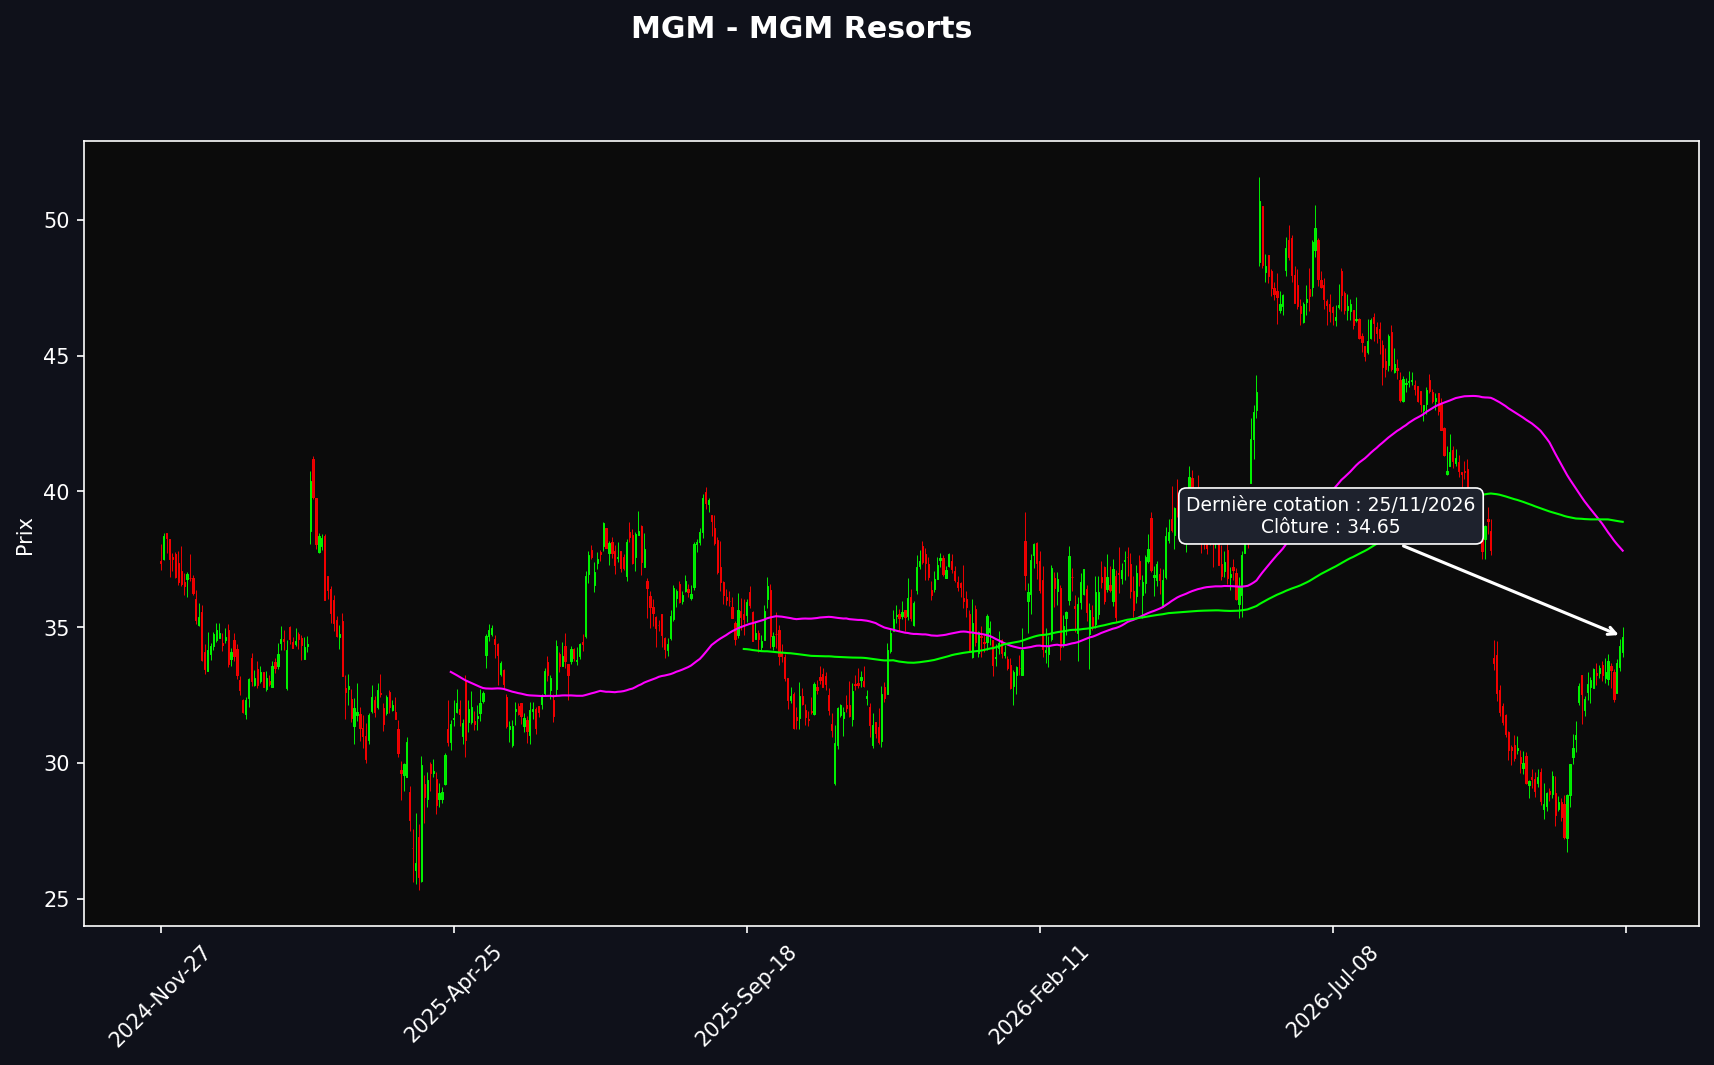 MGM - MGM Resorts
Prix
50
45
40
35
30
25
Dernière cotation : 25/11/2026
Clôture : 34.65
2024-Nov-27
2025-Apr-25
2025-Sep-18
2026-Feb-11
2026-Jul-08